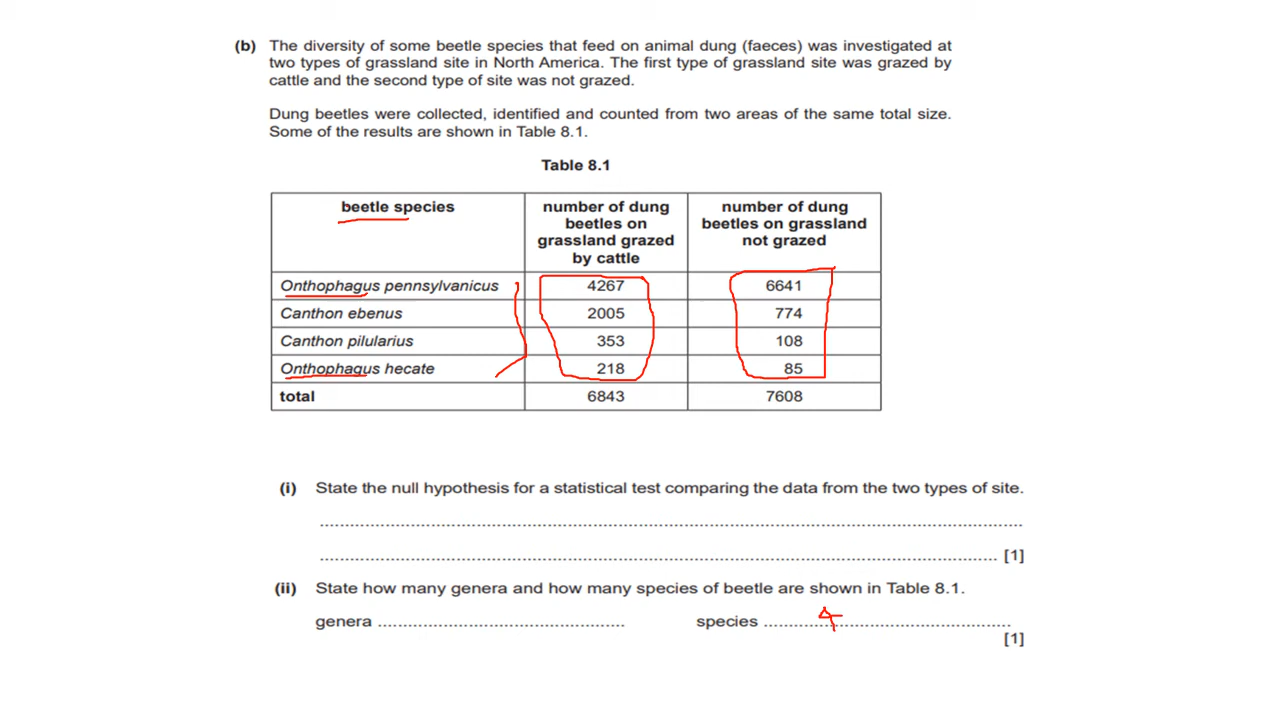 (b) The diversity of some beetle species that feed on animal dung (faeces) was investigated at
two types of grassland site in North America. The first type of grassland site was grazed by
cattle and the second type of site was not grazed.
Dung beetles were collected, identified and counted from two areas of the same total size.
Some of the results are shown in Table 8.1.
Table 8.1
beetle species number of dung beetles on grassland grazed by cattle number of dung beetles on grassland not grazed
Onthophagus pennsylvanicus 4267 6641
Canthon ebenus 2005 774
Canthon pilularius 353 108
Onthophagus hecate 218 85
total 6843 7608
(i) State the null hypothesis for a statistical test comparing the data from the two types of site.
[1]
(ii) State how many genera and how many species of beetle are shown in Table 8.1.
genera species 4
[1]